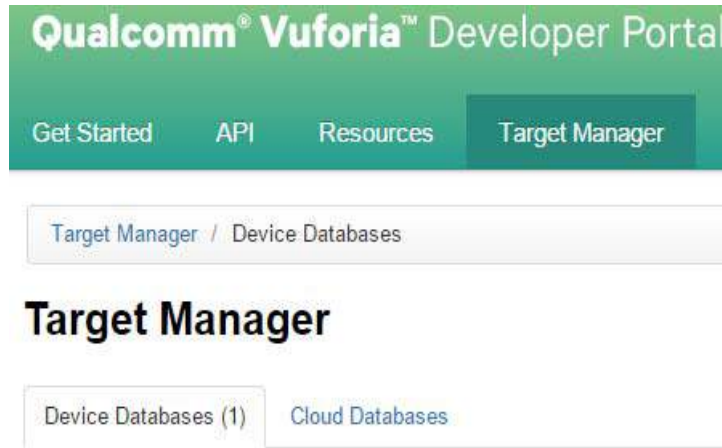 Qualcomm® Vuforia™ Developer Portal
Get Started API Resources Target Manager
Target Manager / Device Databases
Target Manager
Device Databases (1) Cloud Databases